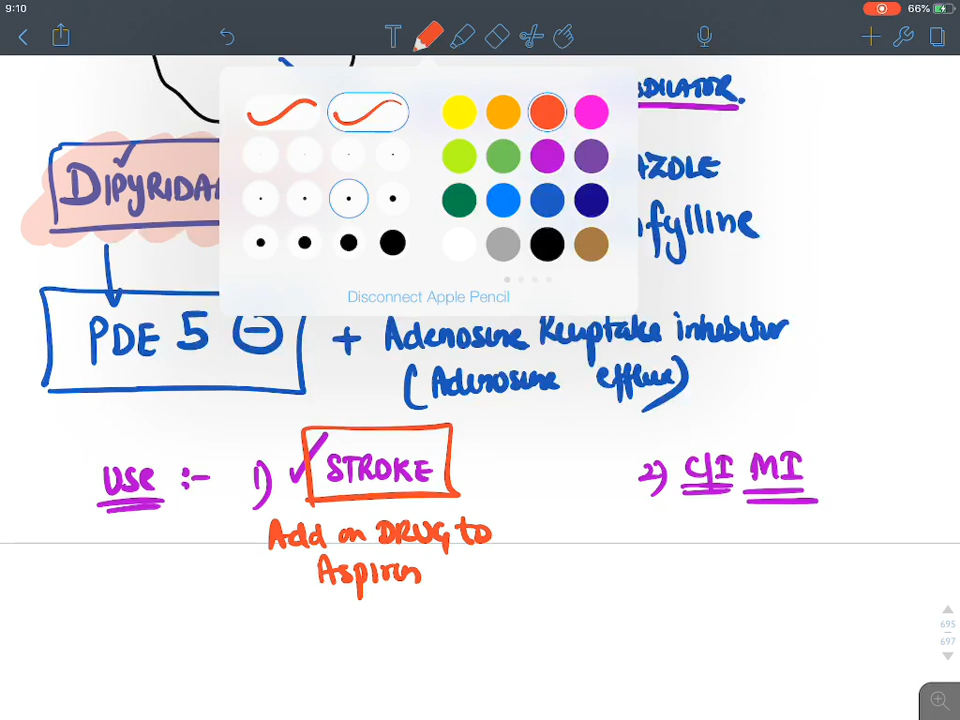 9:10
66%
T
DILATOR.
DIPYRIDA
AZOLE
fylline
Disconnect Apple Pencil
PDE 5 ⊖ + Adenosine Reuptake inhibitor
(Adenosine efflux)
USE :- 1) ✓ STROKE 2) C/I MI
Add on DRUG to
Aspirin
695
697